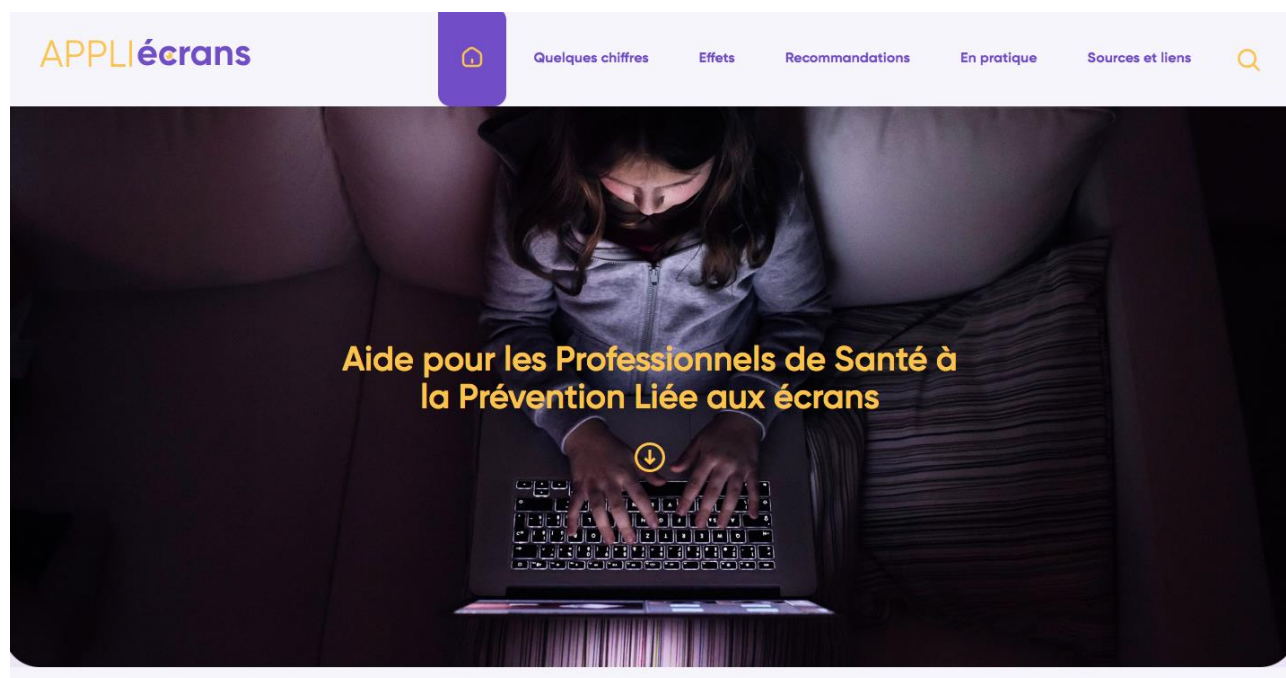 APPLIécrans
Quelques chiffres
Effets
Recommandations
En pratique
Sources et liens
Aide pour les Professionnels de Santé à
la Prévention Liée aux écrans